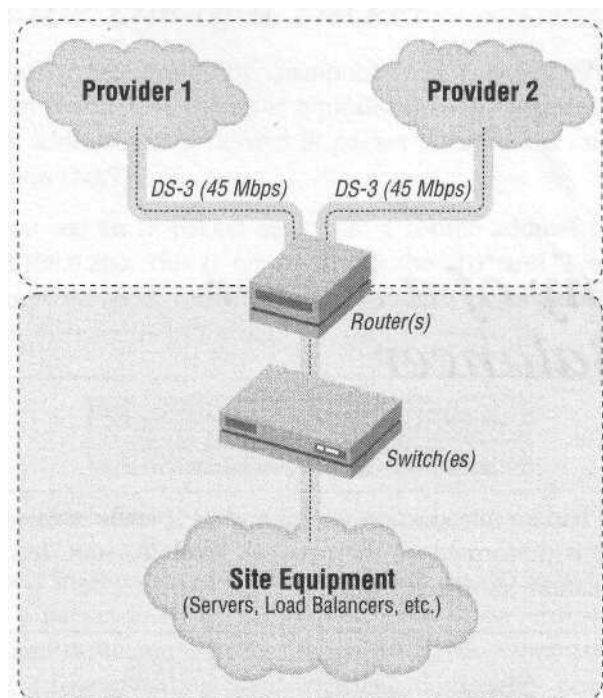 Provider 1
Provider 2
DS-3 (45 Mbps)
DS-3 (45 Mbps)
Router(s)
Switch(es)
Site Equipment
(Servers, Load Balancers, etc.)